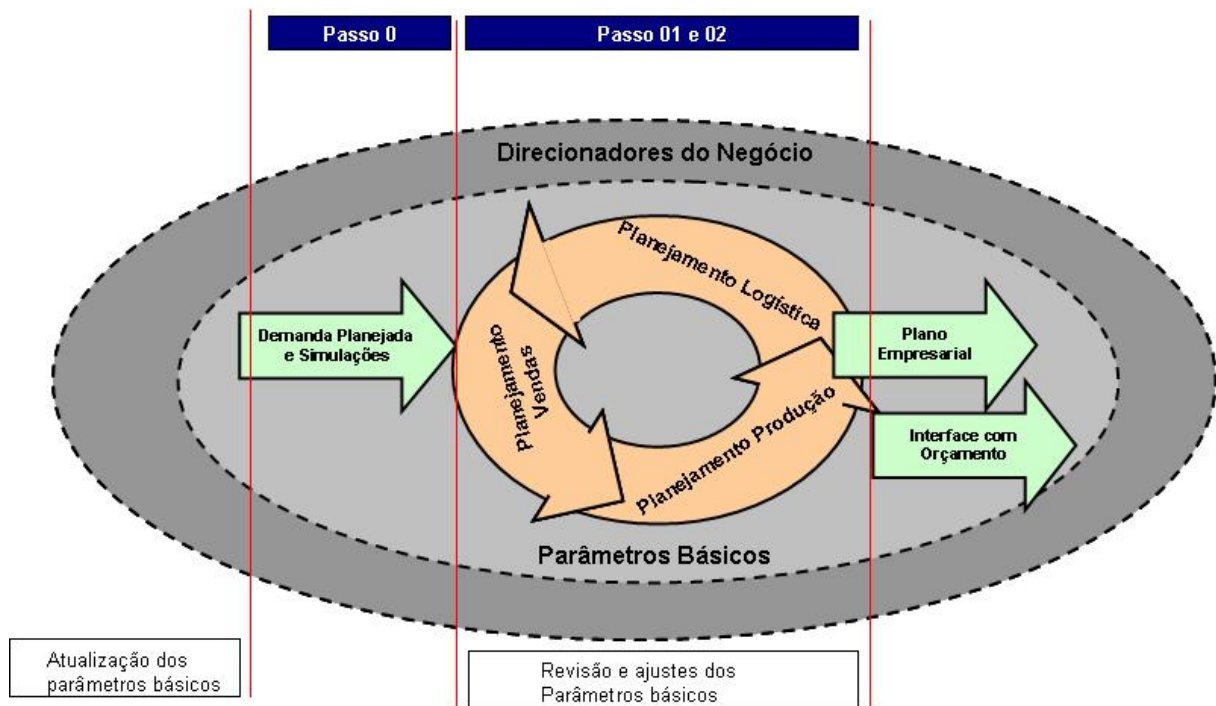 Passo 0
Passo 01 e 02
Direcionadores do Negócio
Planejamento Logística
Demanda Planejada
e Simulações
Planejamento
Vendas
Plano
Empresarial
Planejamento Produção
Interface com
Orçamento
Parâmetros Básicos
Atualização dos
parâmetros básicos
Revisão e ajustes dos
Parâmetros básicos